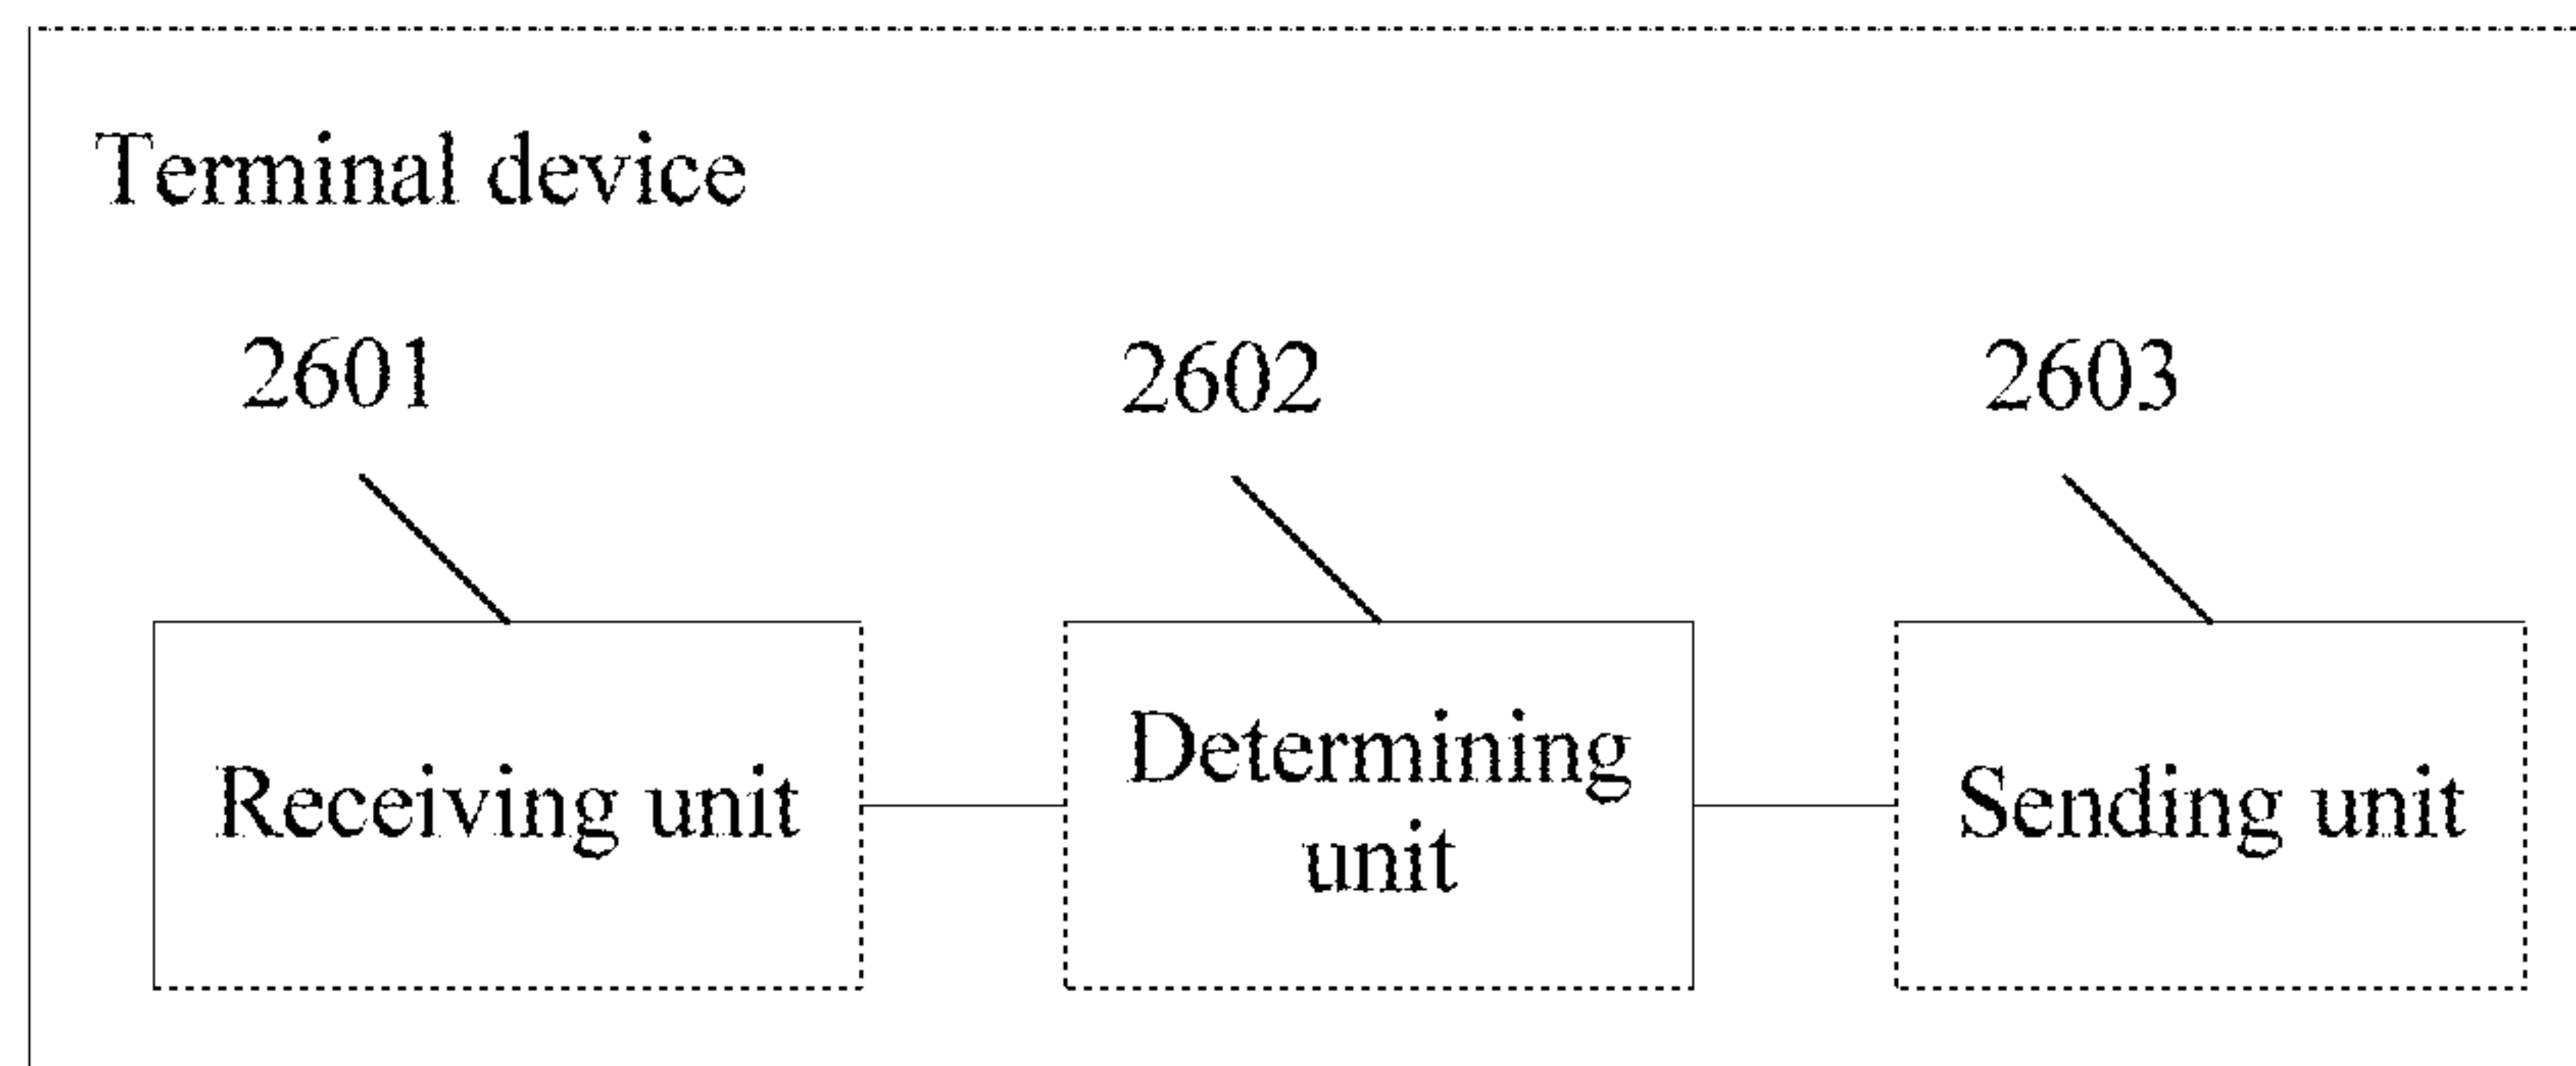 Terminal device
2601
2602
2603
Receiving unit
Determining
unit
Sending unit